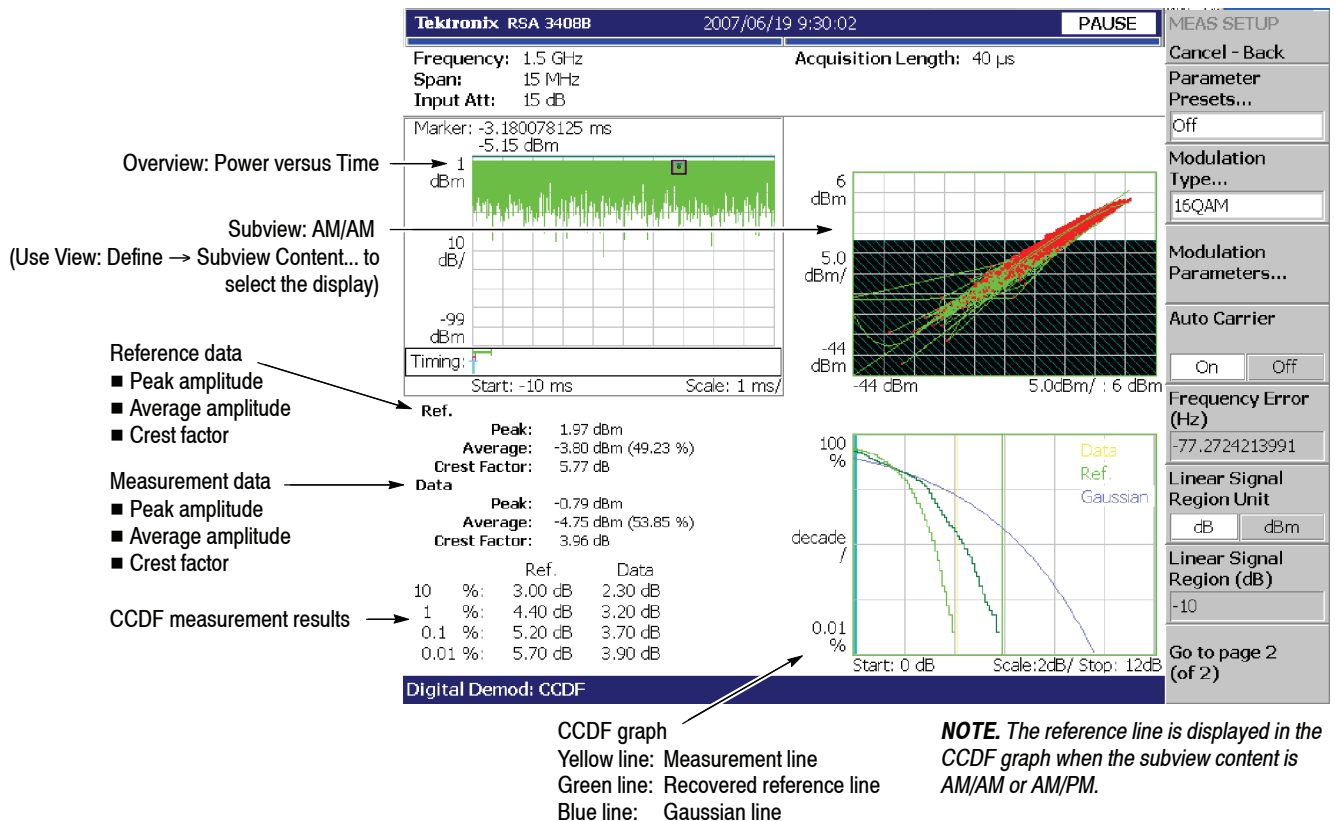 Tektronix RSA 3408B 2007/06/19 9:30:02 PAUSE
Frequency: 1.5 GHz
Span: 15 MHz
Input Att: 15 dB
Acquisition Length: 40 µs
Marker: -3.180078125 ms
-5.15 dBm
1
dBm
10
dB/
-99
dBm
Timing:
Start: -10 ms Scale: 1 ms/
6
dBm
5.0
dBm/
-44
dBm
-44 dBm 5.0dBm/ : 6 dBm
Ref.
Peak: 1.97 dBm
Average: -3.80 dBm (49.23 %)
Crest Factor: 5.77 dB
Data
Peak: -0.79 dBm
Average: -4.75 dBm (53.85 %)
Crest Factor: 3.96 dB
Ref. Data
10 %: 3.00 dB 2.30 dB
1 %: 4.40 dB 3.20 dB
0.1 %: 5.20 dB 3.70 dB
0.01 %: 5.70 dB 3.90 dB
100
%
decade
/
0.01
%
Data
Ref.
Gaussian
Start: 0 dB Scale:2dB/ Stop: 12dB
Digital Demod: CCDF
MEAS SETUP
Cancel - Back
Parameter
Presets...
Off
Modulation
Type...
16QAM
Modulation
Parameters...
Auto Carrier
On Off
Frequency Error
(Hz)
-77.2724213991
Linear Signal
Region Unit
dB dBm
Linear Signal
Region (dB)
-10
Go to page 2
(of 2)
Overview: Power versus Time
Subview: AM/AM
(Use View: Define → Subview Content... to
select the display)
Reference data
■ Peak amplitude
■ Average amplitude
■ Crest factor
Measurement data
■ Peak amplitude
■ Average amplitude
■ Crest factor
CCDF measurement results
CCDF graph
Yellow line: Measurement line
Green line: Recovered reference line
Blue line: Gaussian line
NOTE. The reference line is displayed in the
CCDF graph when the subview content is
AM/AM or AM/PM.